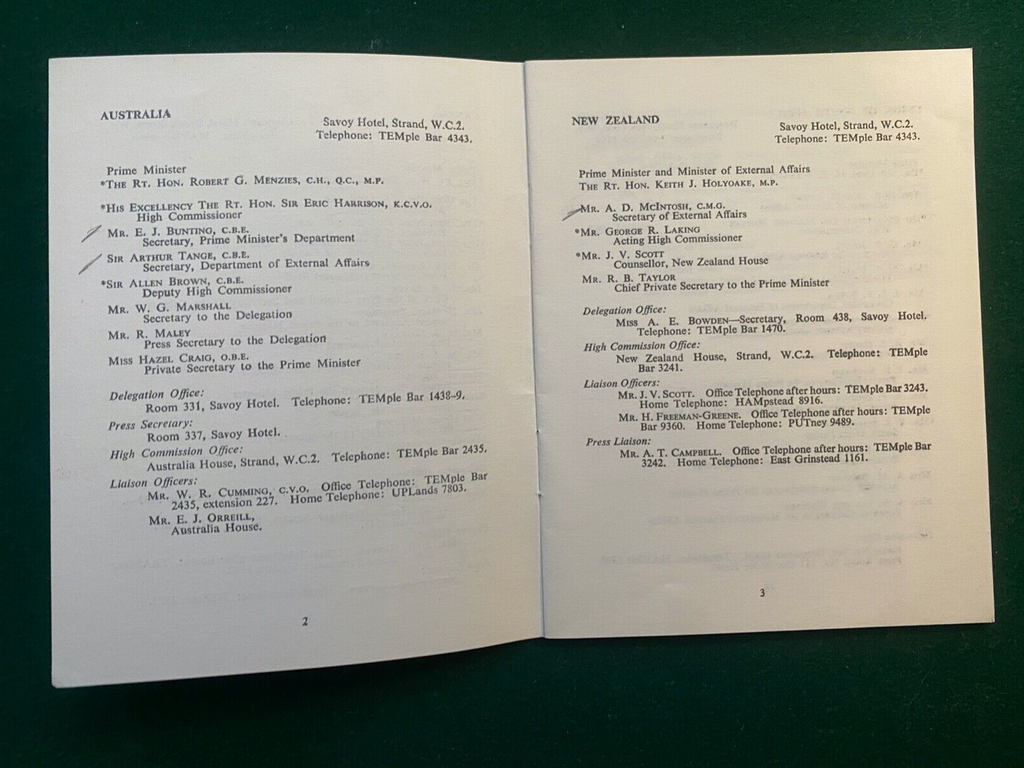 AUSTRALIA
Savoy Hotel, Strand, W.C.2.
Telephone: TEMple Bar 4343.
Prime Minister
*THE RT. HON. ROBERT G. MENZIES, C.H., Q.C., M.P.
*HIS EXCELLENCY THE RT. HON. SIR ERIC HARRISON, K.C.V.O.
High Commissioner
MR. E. J. BUNTING, C.B.E.
Secretary, Prime Minister's Department
SIR ARTHUR TANGE, C.B.E.
Secretary, Department of External Affairs
*SIR ALLEN BROWN, C.B.E.
Deputy High Commissioner
MR. W. G. MARSHALL
Secretary to the Delegation
MR. R. MALEY
Press Secretary to the Delegation
MISS HAZEL CRAIG, O.B.E.
Private Secretary to the Prime Minister
Delegation Office:
Room 331, Savoy Hotel. Telephone: TEMple Bar 1438-9.
Press Secretary:
Room 337, Savoy Hotel.
High Commission Office:
Australia House, Strand, W.C.2. Telephone: TEMple Bar 2435.
Liaison Officers:
MR. W. R. CUMMING, C.V.O. Office Telephone: TEMple Bar
2435, extension 227. Home Telephone: UPLands 7803.
MR. E. J. ORREILL,
Australia House.
2
NEW ZEALAND
Savoy Hotel, Strand, W.C.2.
Telephone: TEMple Bar 4343.
Prime Minister and Minister of External Affairs
THE RT. HON. KEITH J. HOLYOAKE, M.P.
MR. A. D. MCINTOSH, C.M.G.
Secretary of External Affairs
*MR. GEORGE R. LAKING
Acting High Commissioner
*MR. J. V. SCOTT
Counsellor, New Zealand House
MR. R. B. TAYLOR
Chief Private Secretary to the Prime Minister
Delegation Office:
MISS A. E. BOWDEN—Secretary, Room 438, Savoy Hotel.
Telephone: TEMple Bar 1470.
High Commission Office:
New Zealand House, Strand, W.C.2. Telephone: TEMple
Bar 3241.
Liaison Officers:
MR. J. V. SCOTT. Office Telephone after hours: TEMple Bar 3243.
Home Telephone: HAMpstead 8916.
MR. H. FREEMAN-GREENE. Office Telephone after hours: TEMple
Bar 9360. Home Telephone: PUTney 9489.
Press Liaison:
MR. A. T. CAMPBELL. Office Telephone after hours: TEMple Bar
3242. Home Telephone: East Grinstead 1161.
3